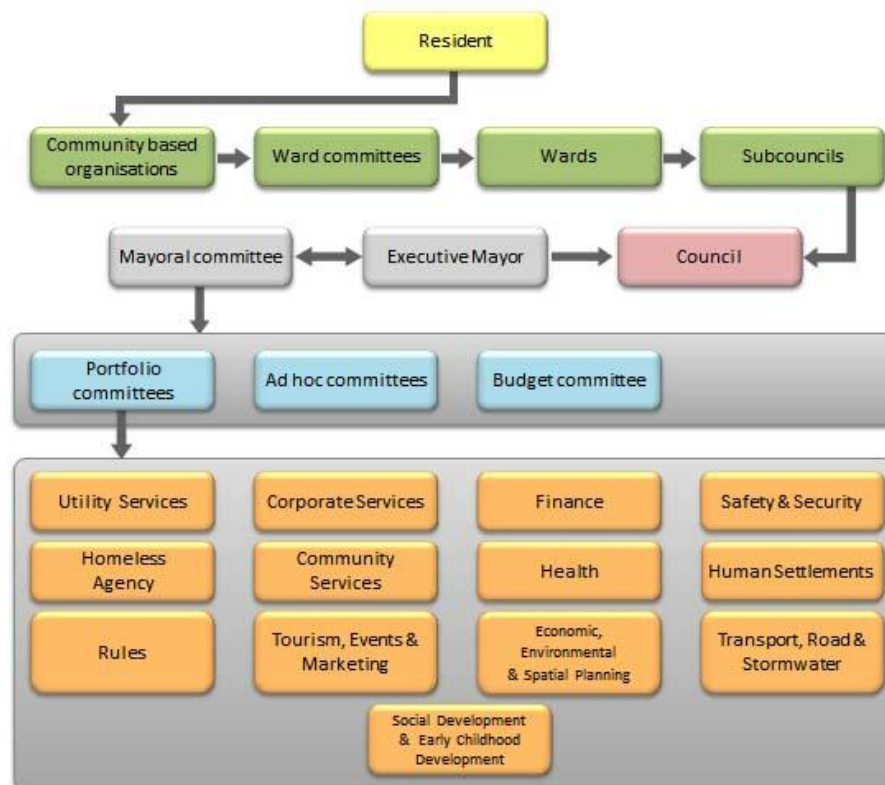 Resident
Community based
organisations
Ward committees
Wards
Subcouncils
Mayoral committee
Executive Mayor
Council
Portfolio
committees
Ad hoc committees
Budget committee
Utility Services
Corporate Services
Finance
Safety & Security
Homeless
Agency
Community
Services
Health
Human Settlements
Rules
Tourism, Events &
Marketing
Economic,
Environmental
& Spatial Planning
Transport, Road &
Stormwater
Social Development
& Early Childhood
Development